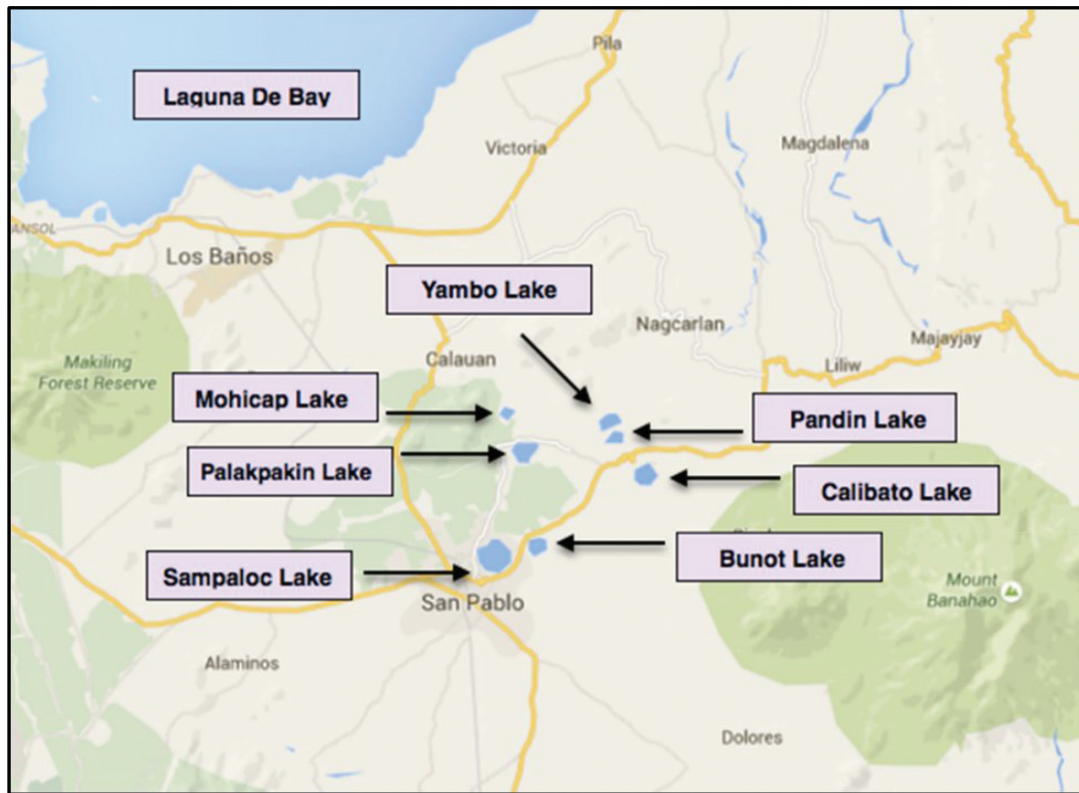 Pila
Laguna De Bay
Victoria
Magdalena
ANSOL
Los Baños
Yambo Lake
Nagcarlan
Majayjay
Calauan
Liliw
Makiling
Forest Reserve
Mohicap Lake
Pandin Lake
Palakpakin Lake
Calibato Lake
Bunot Lake
Sampaloc Lake
Mount
Banahao
San Pablo
Alaminos
Dolores